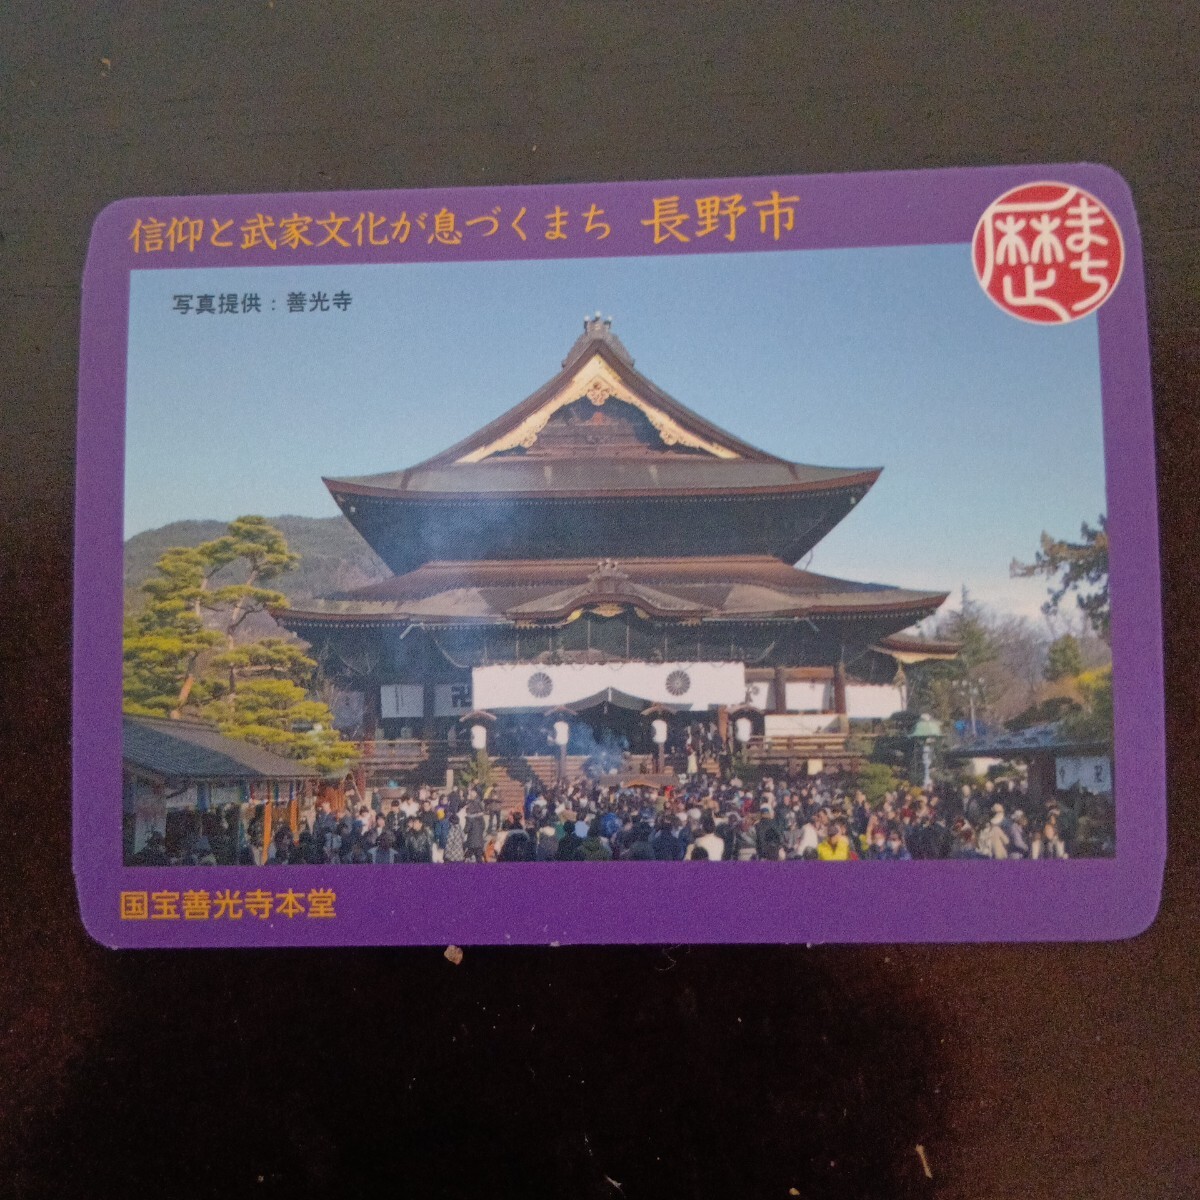 信仰と武家文化が息づくまち 長野市
歴まち
写真提供：善光寺
卍
国宝善光寺本堂